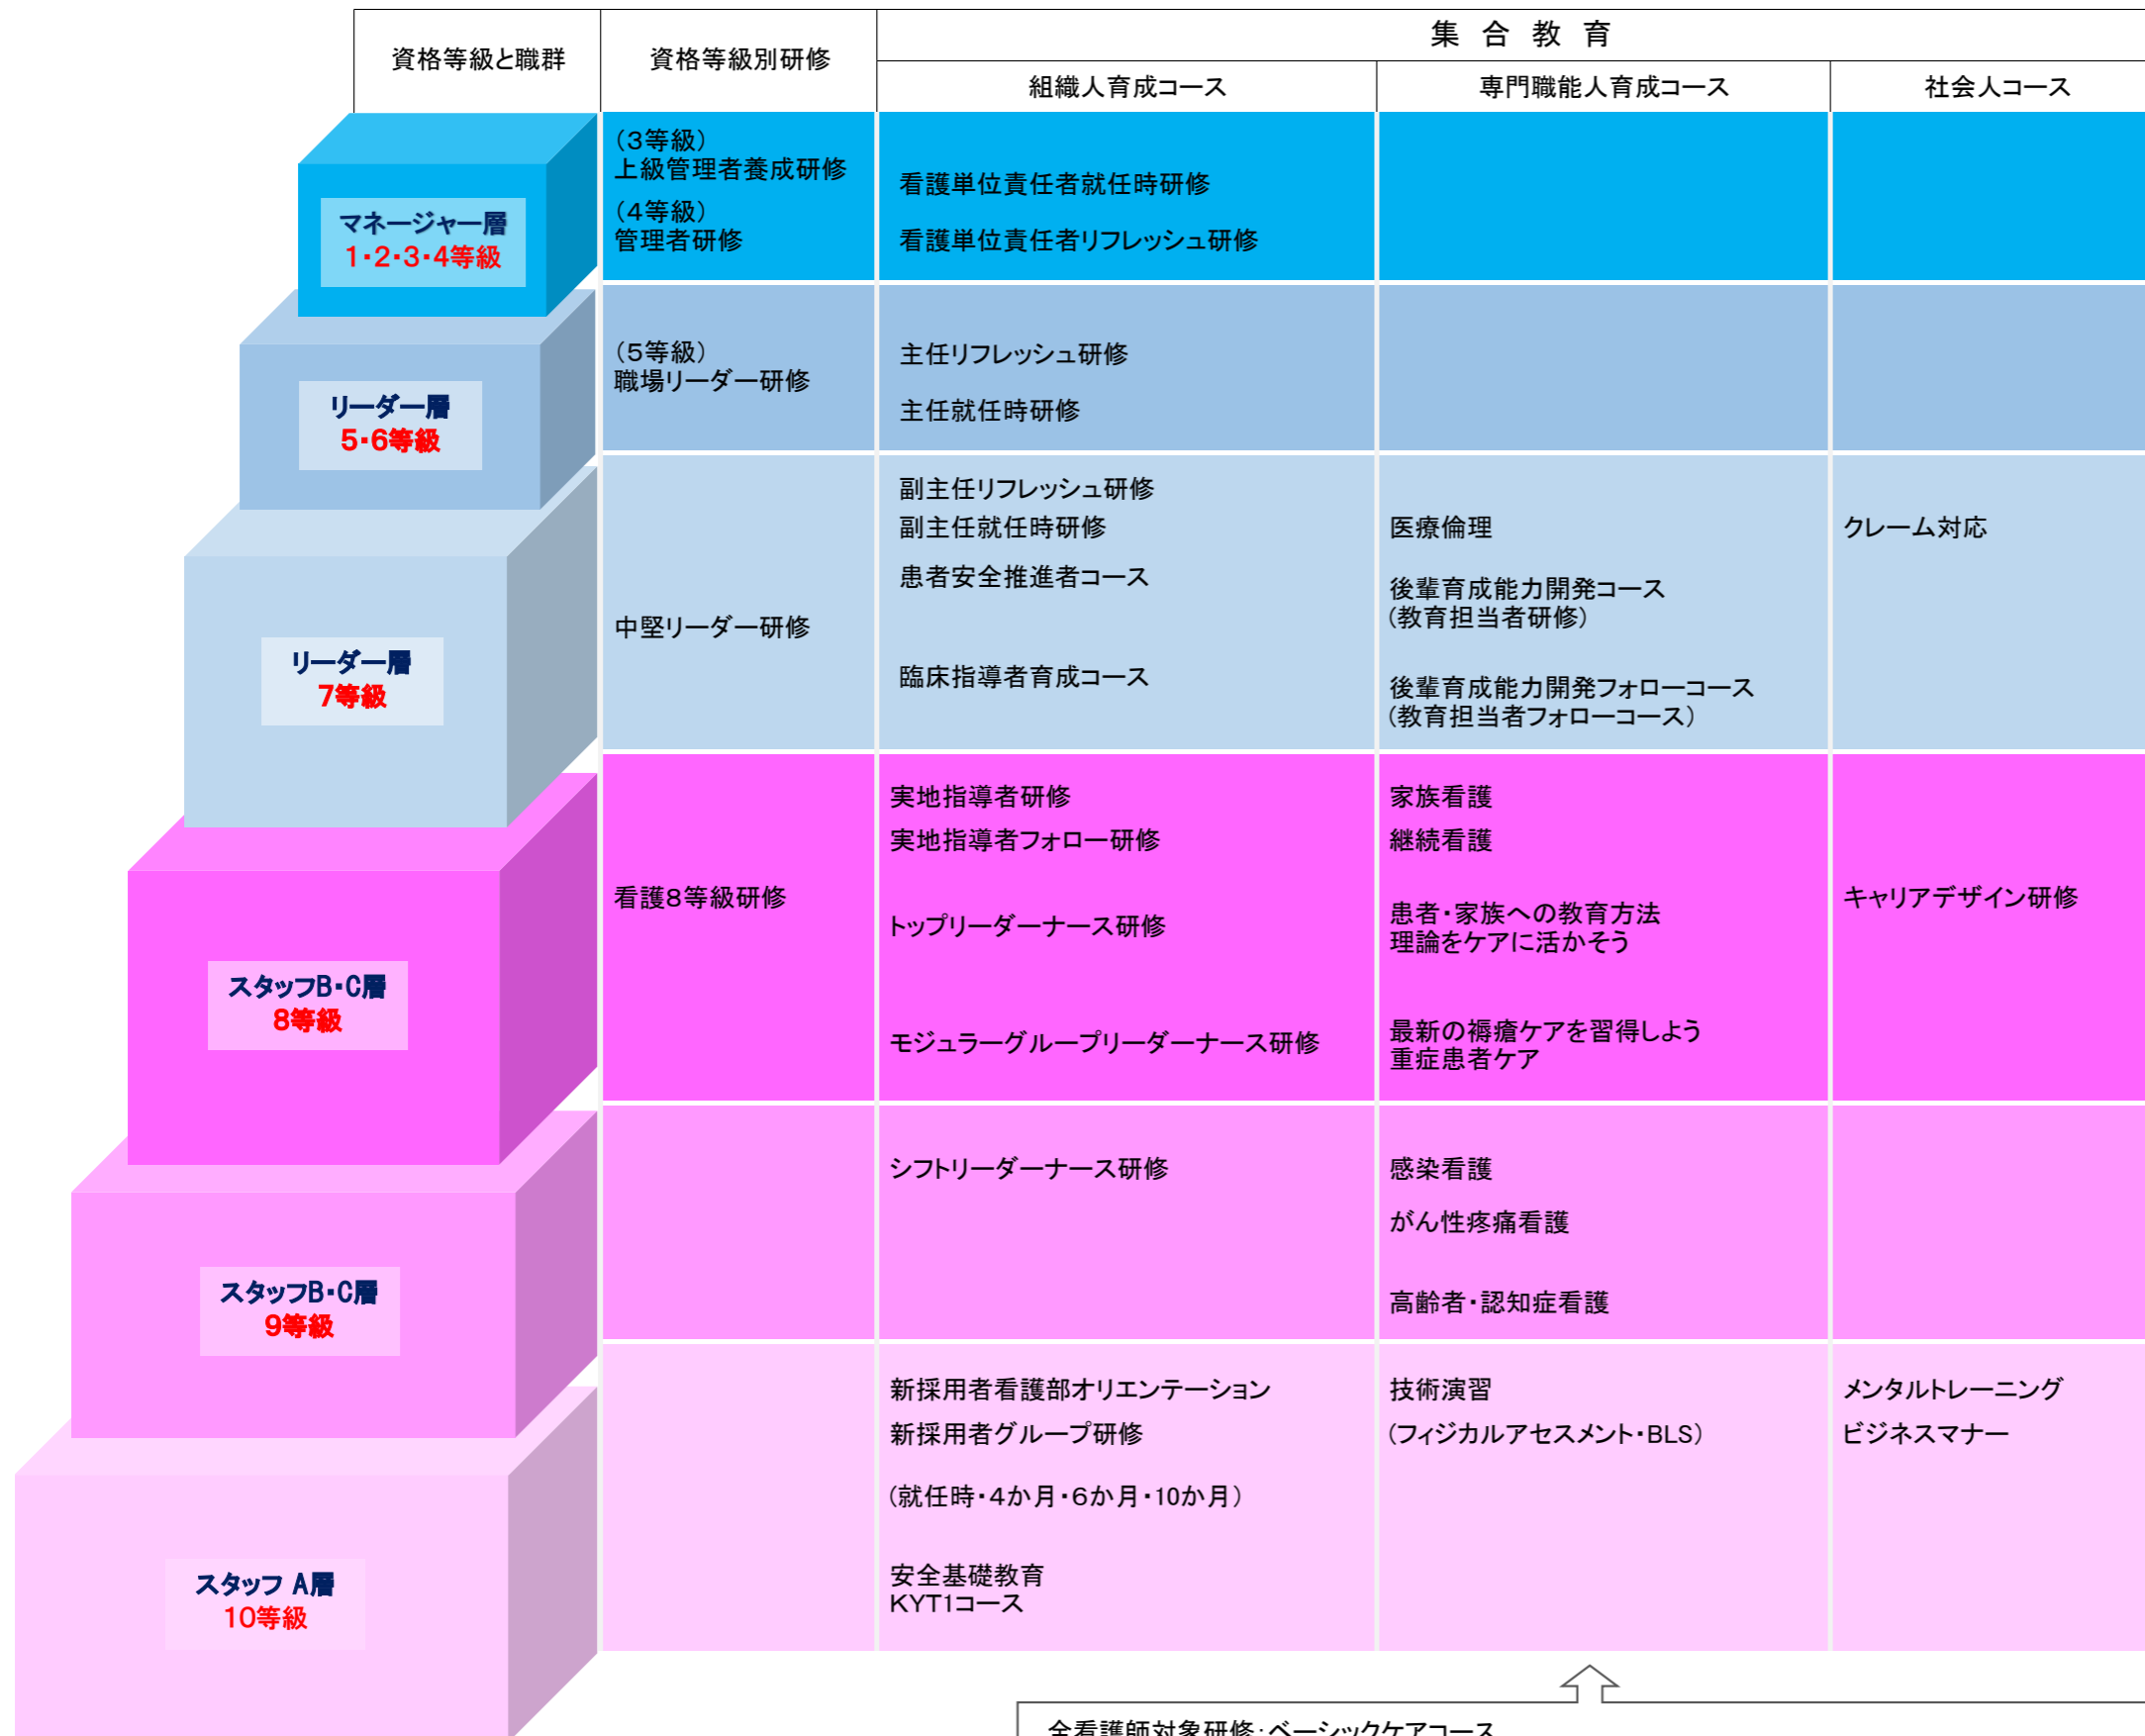 資格等級と職群
資格等級別研修
集 合 教 育
組織人育成コース
専門職能人育成コース
社会人コース
マネージャー層
1・2・3・4等級
（3等級）
上級管理者養成研修
（4等級）
管理者研修
看護単位責任者就任時研修
看護単位責任者リフレッシュ研修
リーダー層
5・6等級
（5等級）
職場リーダー研修
主任リフレッシュ研修
主任就任時研修
リーダー層
7等級
中堅リーダー研修
副主任リフレッシュ研修
副主任就任時研修
患者安全推進者コース
臨床指導者育成コース
医療倫理
後輩育成能力開発コース
（教育担当者研修）
後輩育成能力開発フォローコース
（教育担当者フォローコース）
クレーム対応
スタッフB・C層
8等級
看護８等級研修
実地指導者研修
実地指導者フォロー研修
トップリーダーナース研修
モジュラーグループリーダーナース研修
家族看護
継続看護
患者・家族への教育方法
理論をケアに活かそう
最新の褥瘡ケアを習得しよう
重症患者ケア
キャリアデザイン研修
スタッフB・C層
9等級
シフトリーダーナース研修
感染看護
がん性疼痛看護
高齢者・認知症看護
スタッフ A層
10等級
新採用者看護部オリエンテーション
新採用者グループ研修
（就任時・４か月・６か月・10か月）
安全基礎教育
KYT1コース
技術演習
（フィジカルアセスメント・BLS）
メンタルトレーニング
ビジネスマナー
全看護師対象研修：ベーシックケアコース